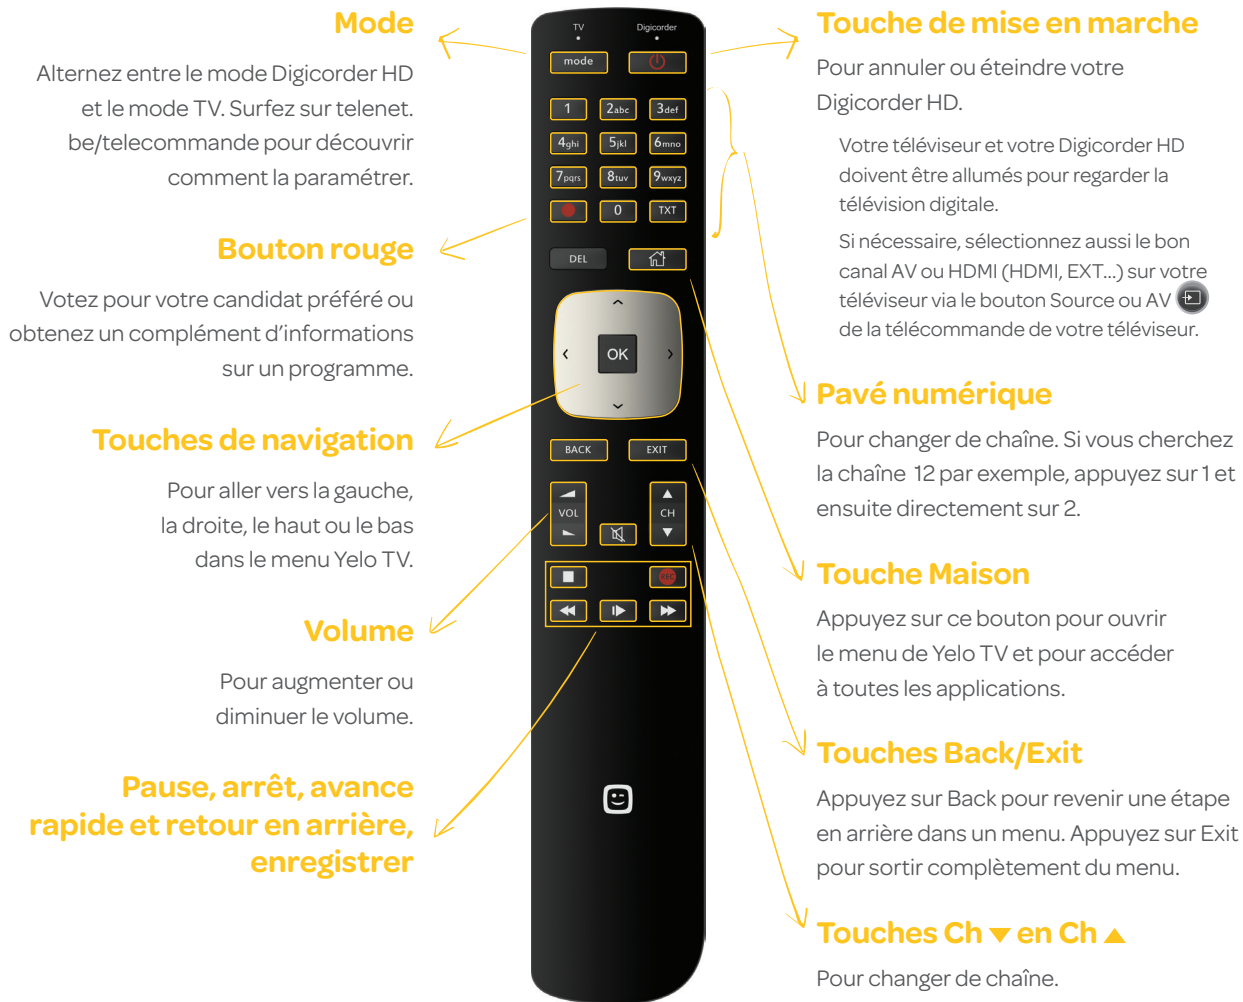 Mode
Alternez entre le mode Digicorder HD
et le mode TV. Surfez sur telenet.
be/telecommande pour découvrir
comment la paramétrer.
Bouton rouge
Votez pour votre candidat préféré ou
obtenez un complément d'informations
sur un programme.
Touches de navigation
Pour aller vers la gauche,
la droite, le haut ou le bas
dans le menu Yelo TV.
Volume
Pour augmenter ou
diminuer le volume.
Pause, arrêt, avance
rapide et retour en arrière,
enregistrer
TV Digicorder
mode
1 2abc 3def
4ghi 5jkl 6mno
7pqrs 8tuv 9wxyz
0 TXT
DEL
OK
BACK EXIT
VOL CH
REC
Touche de mise en marche
Pour annuler ou éteindre votre
Digicorder HD.
Votre téléviseur et votre Digicorder HD
doivent être allumés pour regarder la
télévision digitale.
Si nécessaire, sélectionnez aussi le bon
canal AV ou HDMI (HDMI, EXT...) sur votre
téléviseur via le bouton Source ou AV
de la télécommande de votre téléviseur.
Pavé numérique
Pour changer de chaîne. Si vous cherchez
la chaîne 12 par exemple, appuyez sur 1 et
ensuite directement sur 2.
Touche Maison
Appuyez sur ce bouton pour ouvrir
le menu de Yelo TV et pour accéder
à toutes les applications.
Touches Back/Exit
Appuyez sur Back pour revenir une étape
en arrière dans un menu. Appuyez sur Exit
pour sortir complètement du menu.
Touches Ch ▼ en Ch ▲
Pour changer de chaîne.